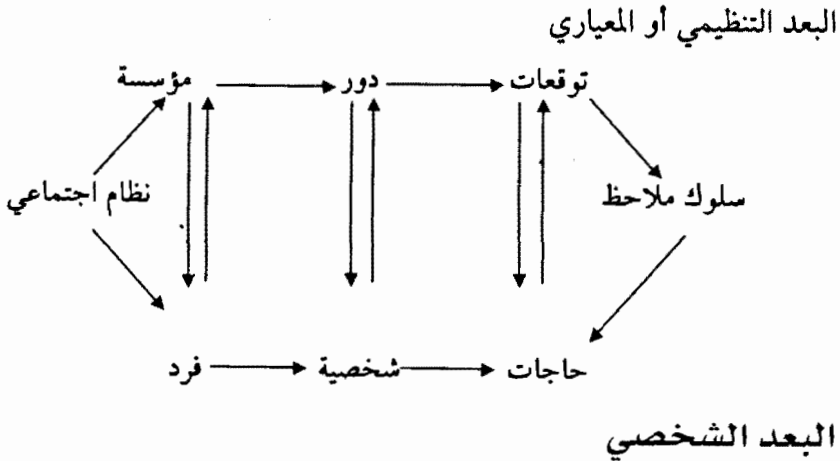 البعد التنظيمي أو المعياري
توقعات
دور
مؤسسة
سلوك ملاحظ
نظام اجتماعي
حاجات
شخصية
فرد
البعد الشخصي